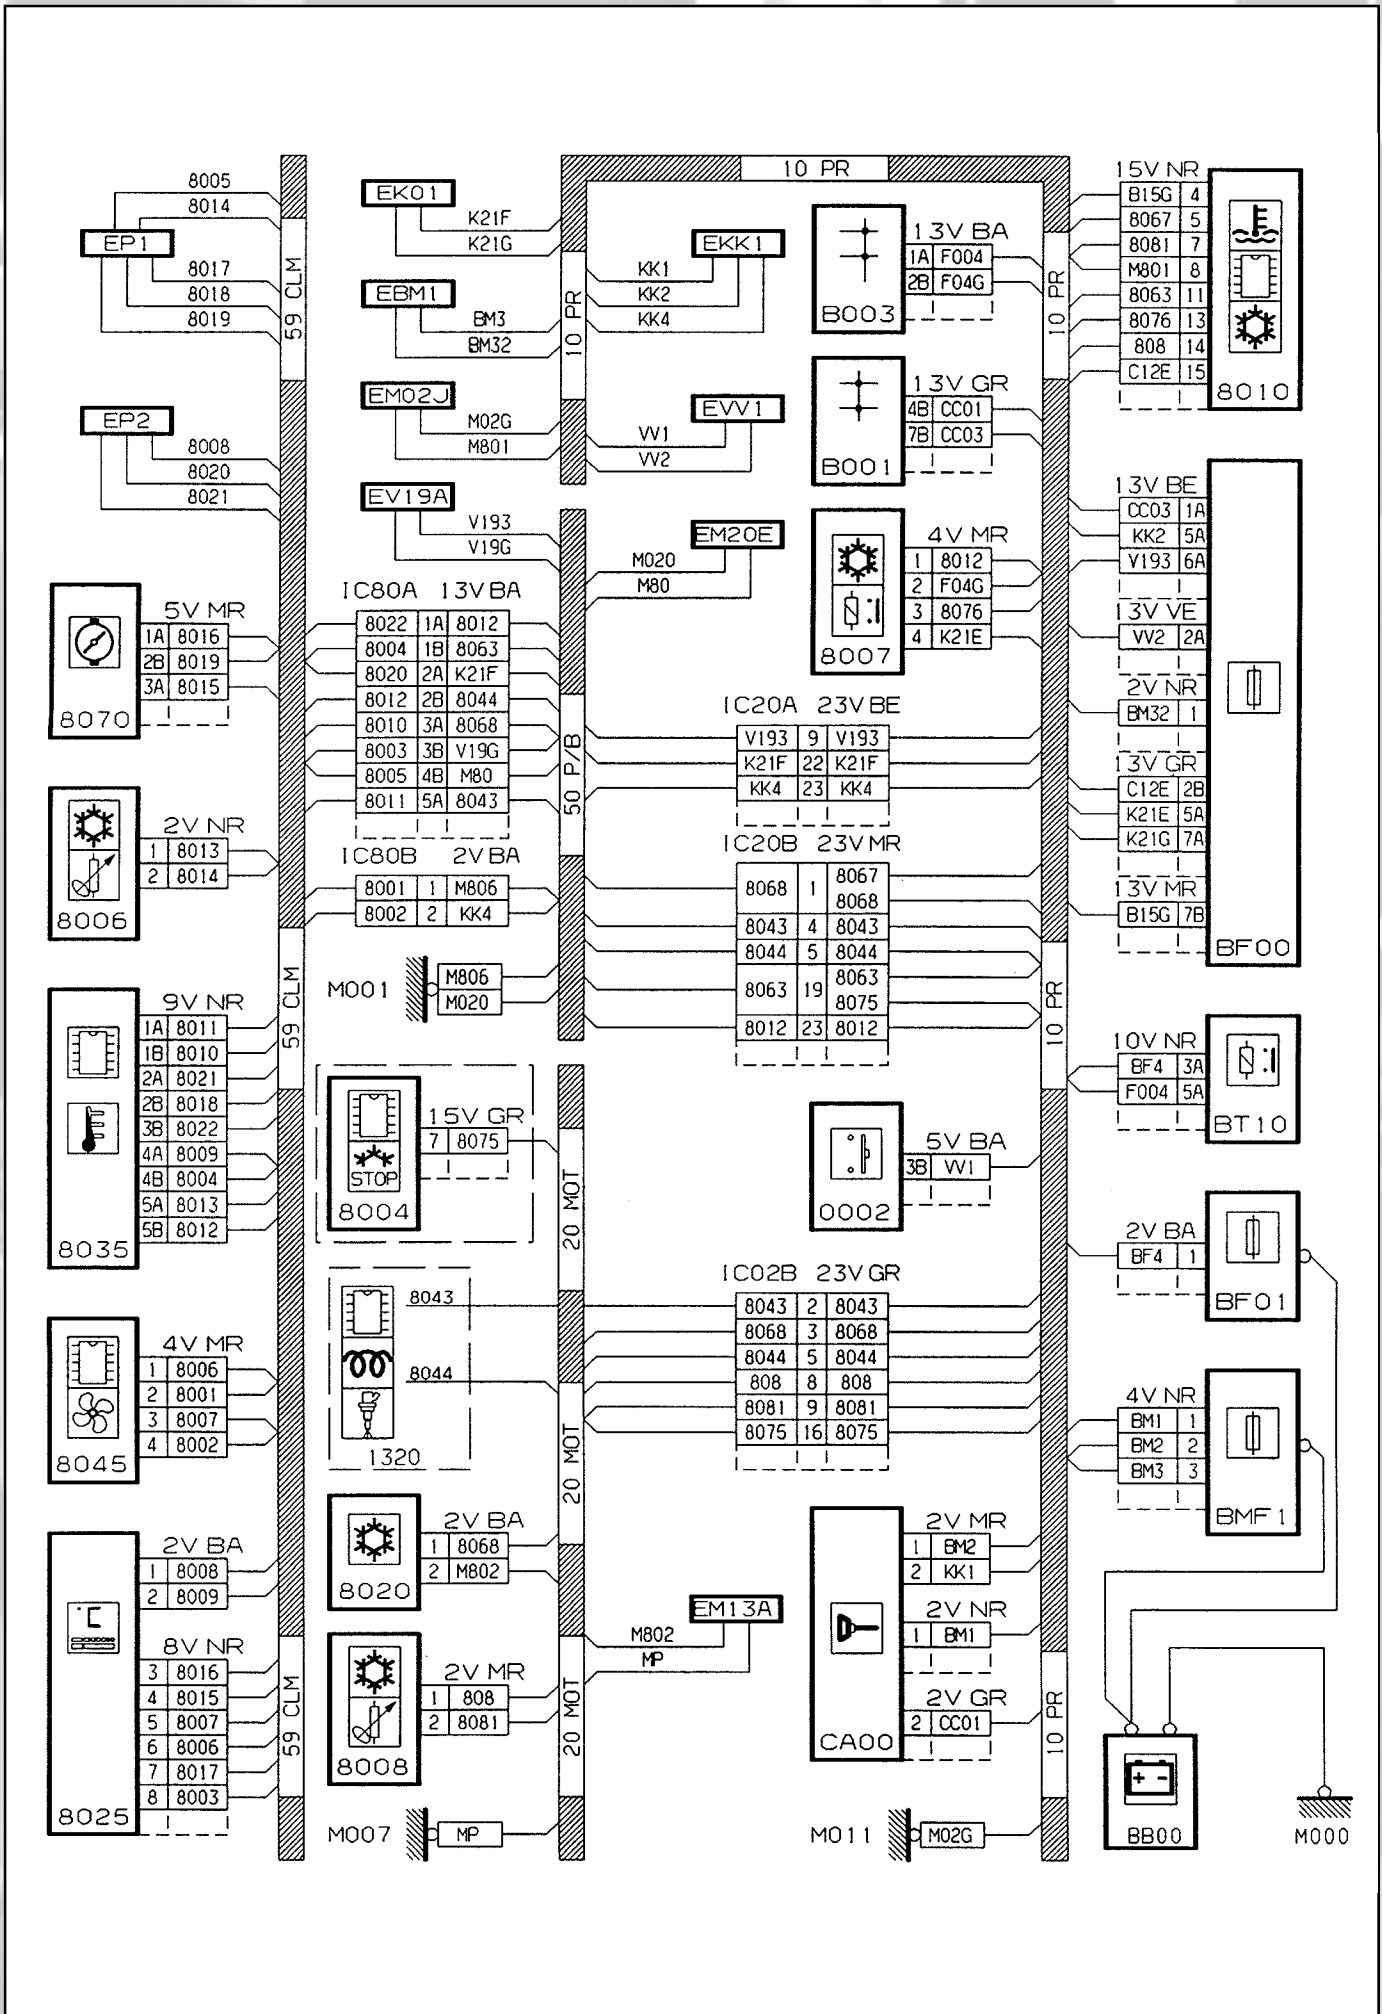 8005
8014
EP1
8017
8018
8019
59 CLM
EP2
8008
8020
8021
5V MR
1A 8016
2B 8019
3A 8015
8070
2V NR
1 8013
2 8014
8006
59 CLM
9V NR
1A 8011
1B 8010
2A 8021
2B 8018
3B 8022
4A 8009
4B 8004
5A 8013
5B 8012
8035
4V MR
1 8006
2 8001
3 8007
4 8002
8045
2V BA
1 8008
2 8009
8V NR
3 8016
4 8015
5 8007
6 8006
7 8017
8 8003
8025
59 CLM
EK01
K21F
K21G
EBM1
BM3
BM32
EM02J
M02G
M801
EV19A
V193
V19G
IC80A 13V BA
8022 1A 8012
8004 1B 8063
8020 2A K21F
8012 2B 8044
8010 3A 8068
8003 3B V19G
8005 4B M80
8011 5A 8043
IC80B 2V BA
8001 1 M806
8002 2 KK4
M001
M806
M020
15V GR
7 8075
STOP
8004
8043
8044
1320
2V BA
1 8068
2 M802
8020
2V MR
1 808
2 8081
8008
M007
MP
10 PR
10 PR
50 P/B
20 MOT
20 MOT
20 MOT
EKK1
KK1
KK2
KK4
EVV1
VV1
VV2
EM20E
M020
M80
13V BA
1A F004
2B F04G
B003
13V GR
4B CC01
7B CC03
B001
4V MR
1 8012
2 F04G
3 8076
4 K21E
8007
IC20A 23V BE
V193 9 V193
K21F 22 K21F
KK4 23 KK4
IC20B 23V MR
8068 1 8067
8068
8043 4 8043
8044 5 8044
8063 19 8063
8075
8012 23 8012
5V BA
3B VV1
0002
IC02B 23V GR
8043 2 8043
8068 3 8068
8044 5 8044
808 8 808
8081 9 8081
8075 16 8075
EM13A
M802
MP
2V MR
1 BM2
2 KK1
2V NR
1 BM1
2V GR
2 CC01
CA00
M011
M02G
10 PR
10 PR
10 PR
15V NR
B15G 4
8067 5
8081 7
M801 8
8063 11
8076 13
808 14
C12E 15
8010
13V BE
CC03 1A
KK2 5A
V193 6A
13V VE
VV2 2A
2V NR
BM32 1
13V GR
C12E 2B
K21E 5A
K21G 7A
13V MR
B15G 7B
BF00
10V NR
BF4 3A
F004 5A
BT10
2V BA
BF4 1
BF01
4V NR
BM1 1
BM2 2
BM3 3
BMF1
+ -
BB00
M000